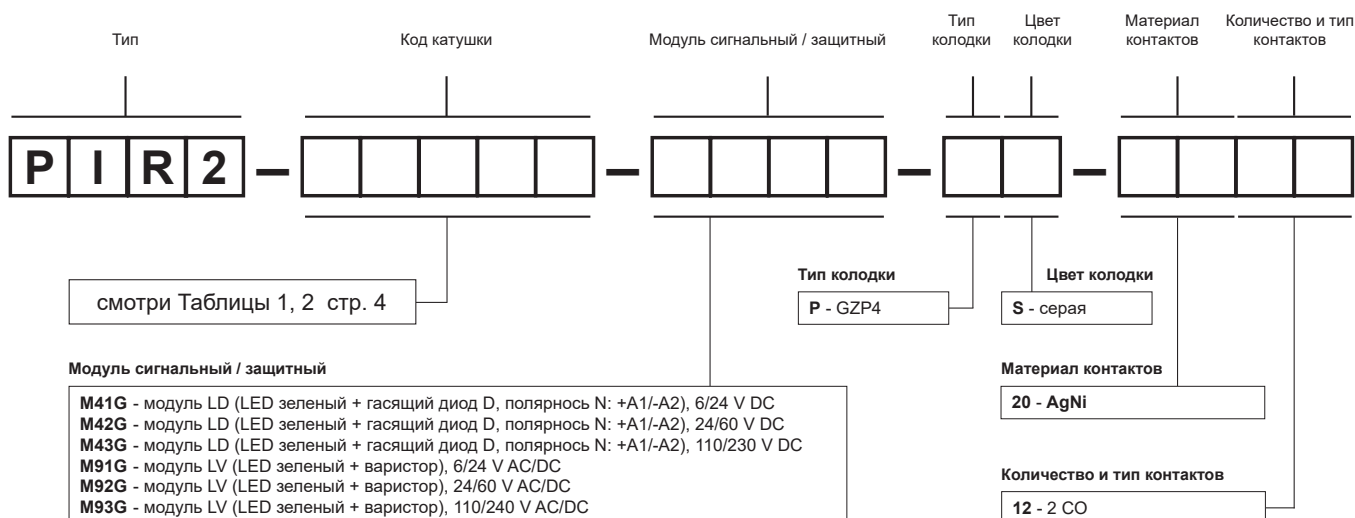 Тип
Код катушки
Модуль сигнальный / защитный
Тип
колодки
Цвет
колодки
Материал
контактов
Количество и тип
контактов
PIR2 – – – –
смотри Таблицы 1, 2 стр. 4
Тип колодки
P - GZP4
Цвет колодки
S - серая
Модуль сигнальный / защитный
M41G - модуль LD (LED зеленый + гасящий диод D, полярнось N: +A1/-A2), 6/24 V DC
M42G - модуль LD (LED зеленый + гасящий диод D, полярнось N: +A1/-A2), 24/60 V DC
M43G - модуль LD (LED зеленый + гасящий диод D, полярнось N: +A1/-A2), 110/230 V DC
M91G - модуль LV (LED зеленый + варистор), 6/24 V AC/DC
M92G - модуль LV (LED зеленый + варистор), 24/60 V AC/DC
M93G - модуль LV (LED зеленый + варистор), 110/240 V AC/DC
Материал контактов
20 - AgNi
Количество и тип контактов
12 - 2 CO